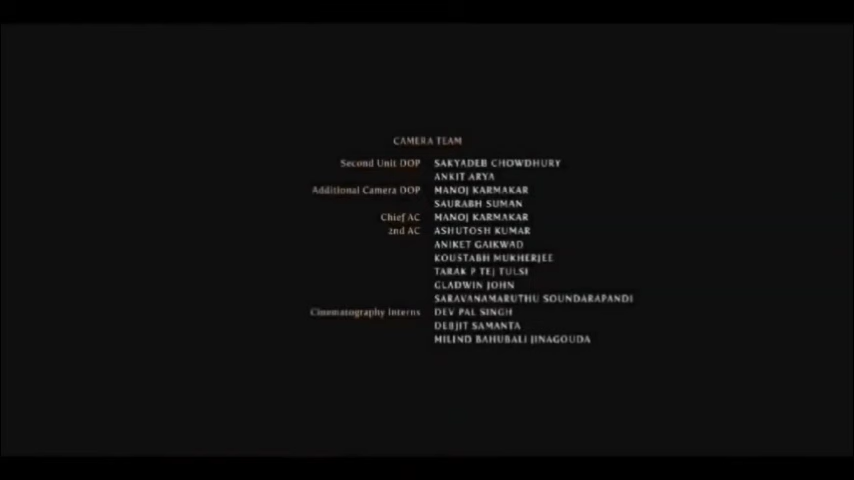 CAMERA TEAM
Second Unit DOP SAKYADEB CHOWDHURY
ANKIT ARYA
Additional Camera DOP MANOJ KARMAKAR
SAURABH SUMAN
Chief AC MANOJ KARMAKAR
2nd AC ASHUTOSH KUMAR
ANIKET GAIKWAD
KOUSTABH MUKHERJEE
TARAK P TEJ TULSI
GLADWIN JOHN
SARAVANAMARUTHU SOUNDARAPANDI
Cinematography Interns DEV PAL SINGH
DEBJIT SAMANTA
MILIND BAHUBALI JINAGOUDA